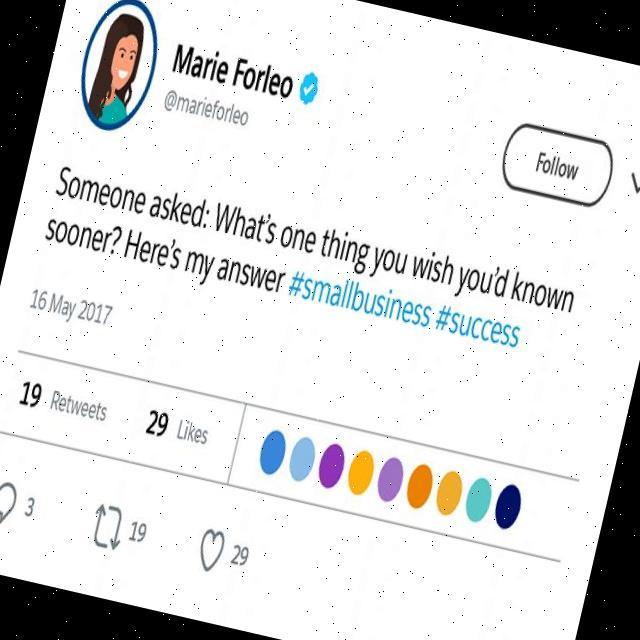 Marie Forleo
@marieforleo
Follow
Someone asked: What's one thing you wish you'd known
sooner? Here's my answer #smallbusiness #success
16 May 2017
19 Retweets 29 Likes
3 19 29